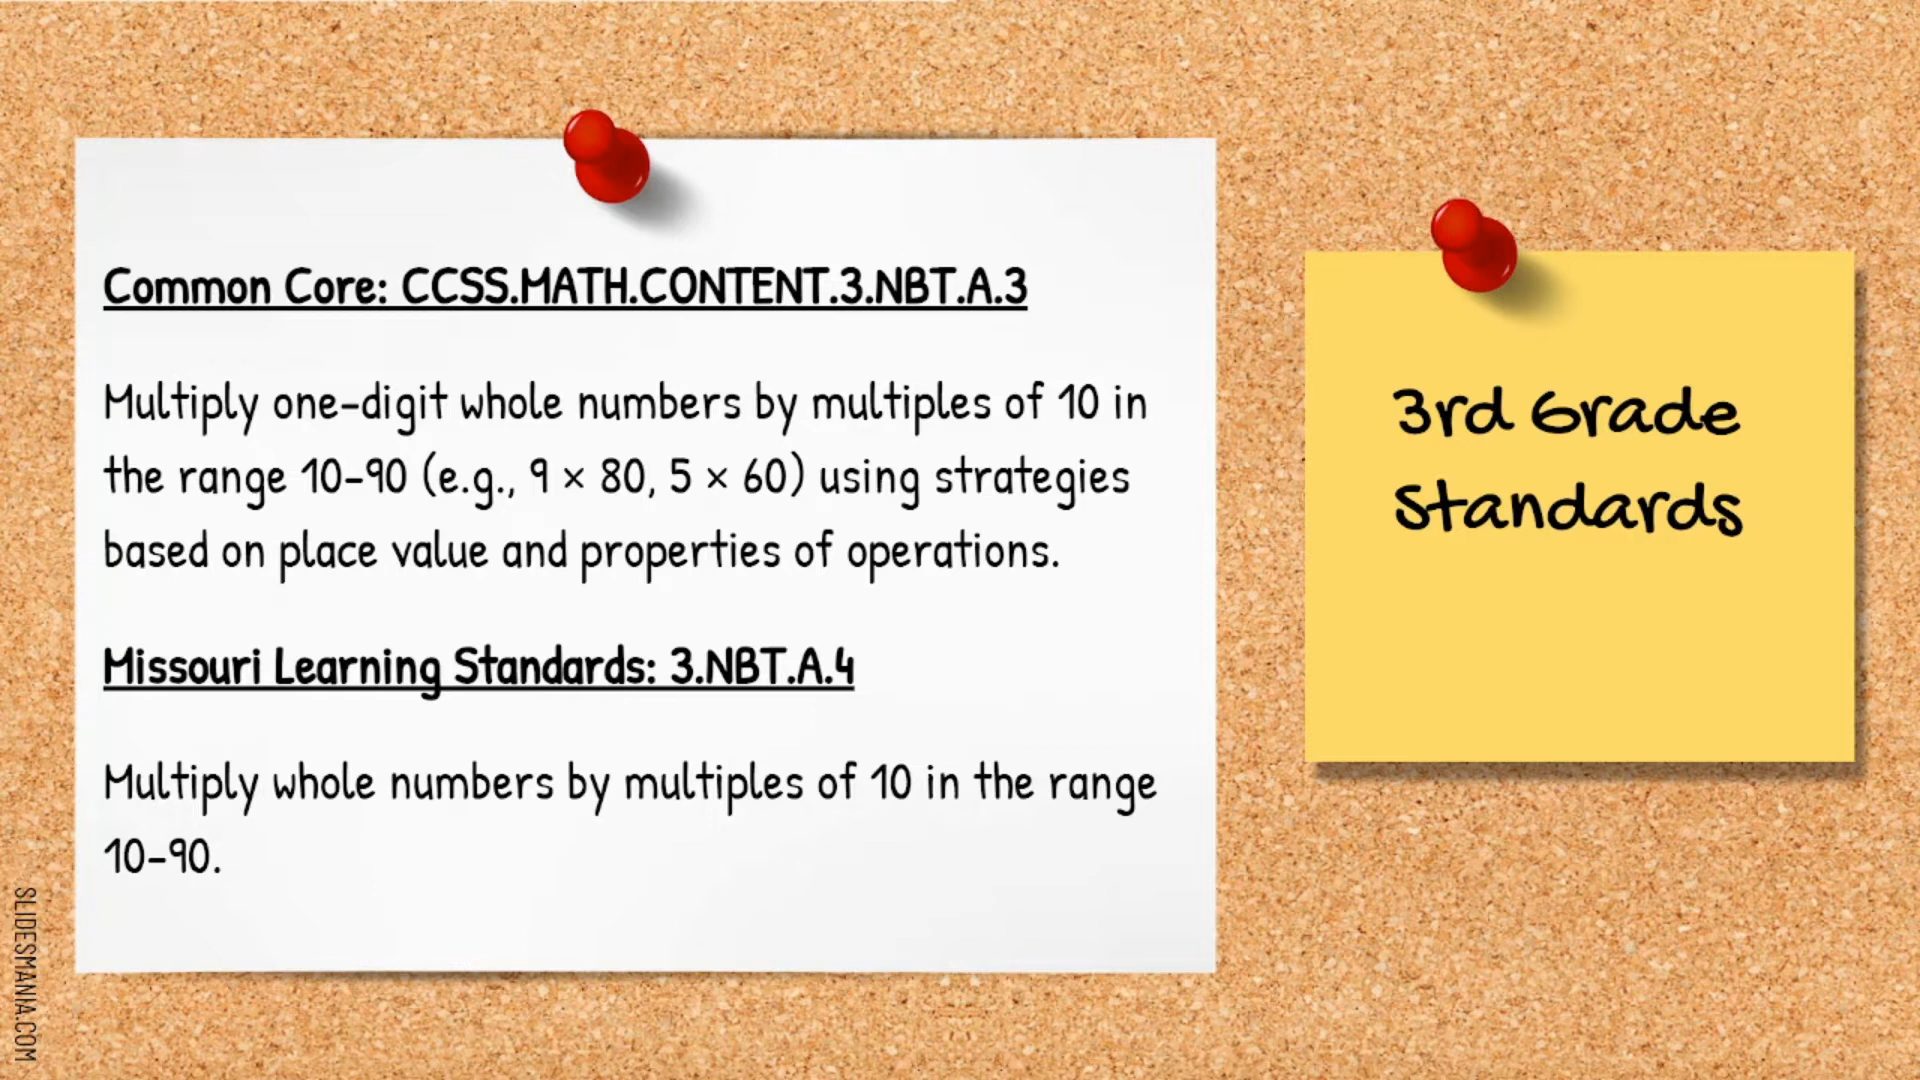 Common Core: CCSS.MATH.CONTENT.3.NBT.A.3
Multiply one-digit whole numbers by multiples of 10 in
the range 10-90 (e.g., 9 × 80, 5 × 60) using strategies
based on place value and properties of operations.
Missouri Learning Standards: 3.NBT.A.4
Multiply whole numbers by multiples of 10 in the range
10-90.
3rd Grade
Standards
SLIDESMANIA.COM